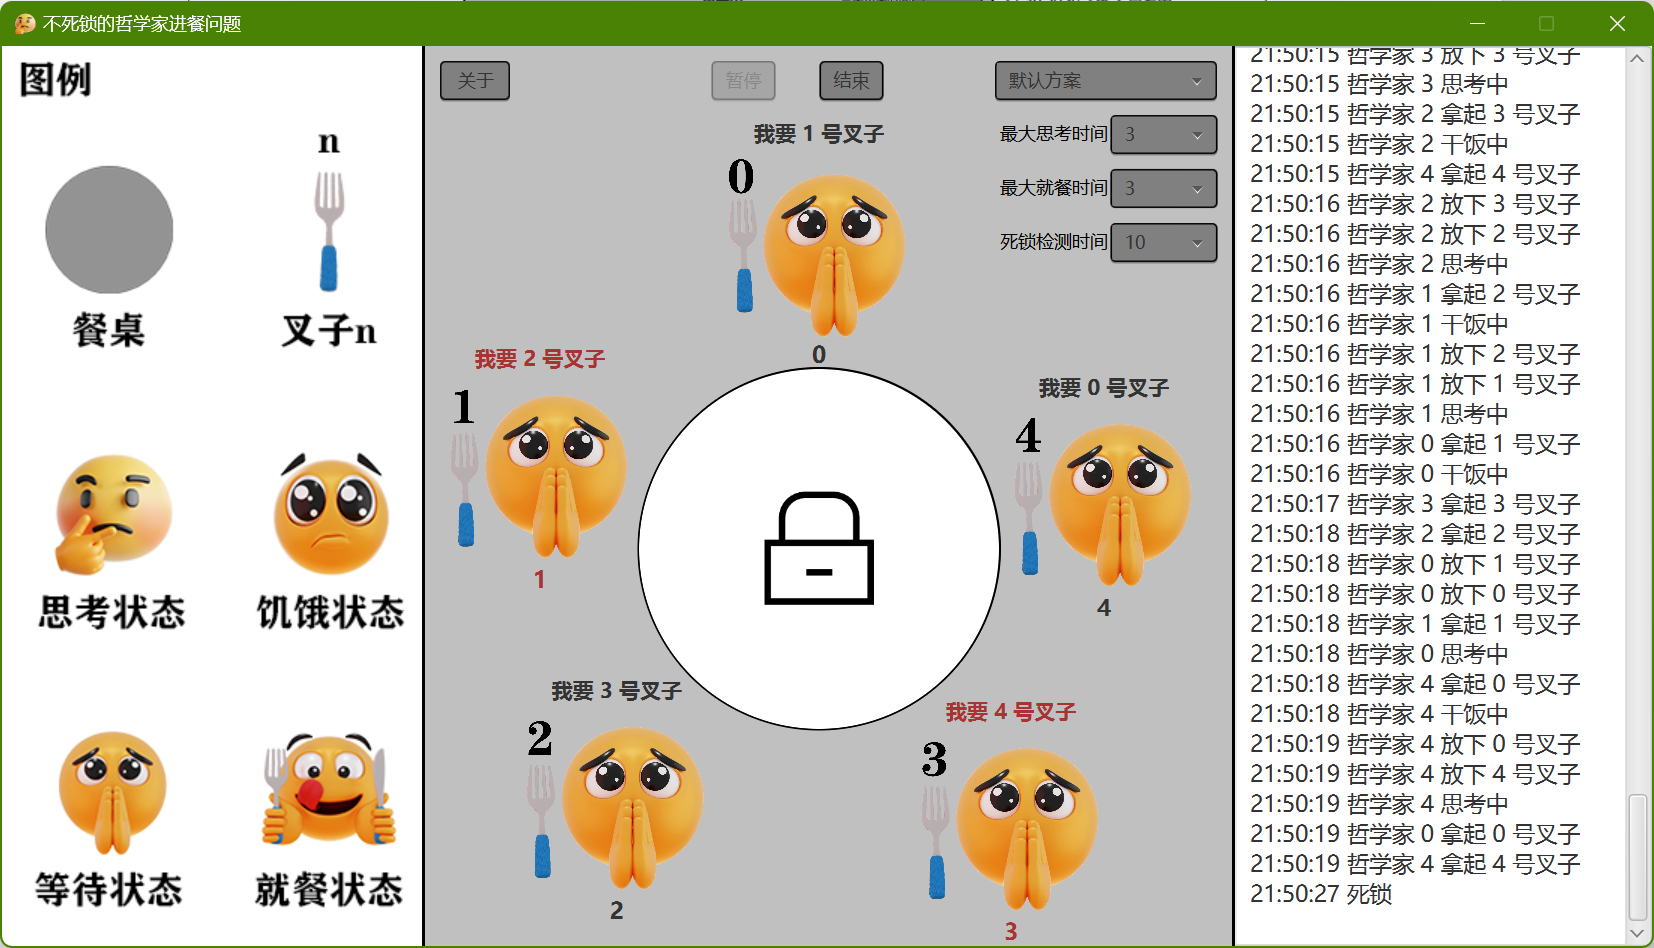 不死锁的哲学家进餐问题
图例
n
餐桌
叉子n
思考状态
饥饿状态
等待状态
就餐状态
关于
暂停
结束
默认方案
最大思考时间 3
最大就餐时间 3
死锁检测时间 10
我要 1 号叉子
0
0
我要 2 号叉子
1
1
我要 0 号叉子
4
4
我要 3 号叉子
2
2
我要 4 号叉子
3
3
21:50:15 哲学家 3 放下 3 号叉子
21:50:15 哲学家 3 思考中
21:50:15 哲学家 2 拿起 3 号叉子
21:50:15 哲学家 2 干饭中
21:50:15 哲学家 4 拿起 4 号叉子
21:50:16 哲学家 2 放下 3 号叉子
21:50:16 哲学家 2 放下 2 号叉子
21:50:16 哲学家 2 思考中
21:50:16 哲学家 1 拿起 2 号叉子
21:50:16 哲学家 1 干饭中
21:50:16 哲学家 1 放下 2 号叉子
21:50:16 哲学家 1 放下 1 号叉子
21:50:16 哲学家 1 思考中
21:50:16 哲学家 0 拿起 1 号叉子
21:50:16 哲学家 0 干饭中
21:50:17 哲学家 3 拿起 3 号叉子
21:50:18 哲学家 2 拿起 2 号叉子
21:50:18 哲学家 0 放下 1 号叉子
21:50:18 哲学家 0 放下 0 号叉子
21:50:18 哲学家 1 拿起 1 号叉子
21:50:18 哲学家 0 思考中
21:50:18 哲学家 4 拿起 0 号叉子
21:50:18 哲学家 4 干饭中
21:50:19 哲学家 4 放下 0 号叉子
21:50:19 哲学家 4 放下 4 号叉子
21:50:19 哲学家 4 思考中
21:50:19 哲学家 0 拿起 0 号叉子
21:50:19 哲学家 4 拿起 4 号叉子
21:50:27 死锁